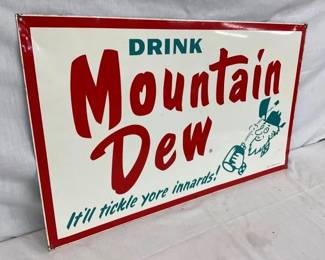 DRINK
Mountain
Dew®
It'll tickle yore innards!